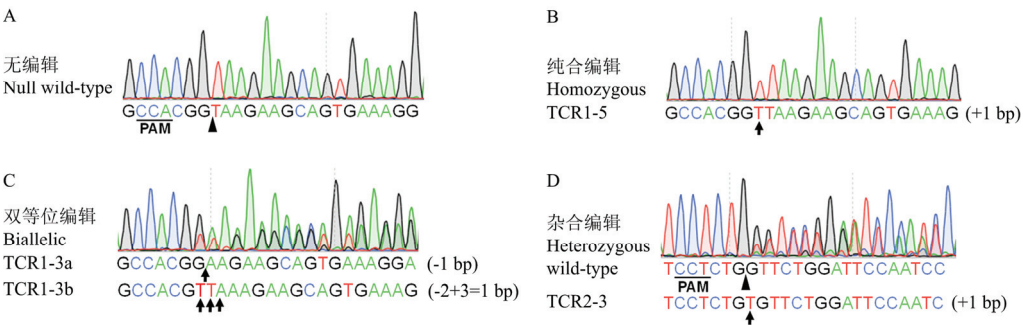 A
无编辑
Null wild-type
GCCACGGTAAGAAGCAGTGAAAGG
PAM
B
纯合编辑
Homozygous
TCR1-5
GCCACGGTTAAGAAGCAGTGAAAG (+1 bp)
C
双等位编辑
Biallelic
TCR1-3a
GCCACGGAAGAAGCAGTGAAAGGA (-1 bp)
TCR1-3b
GCCACGTTAAAGAAGCAGTGAAAG (-2+3=1 bp)
D
杂合编辑
Heterozygous
wild-type
TCCTCTGGTTCTGGATTCCAATCC
PAM
TCR2-3
TCCTCTGTGTTCTGGATTCCAATC (+1 bp)